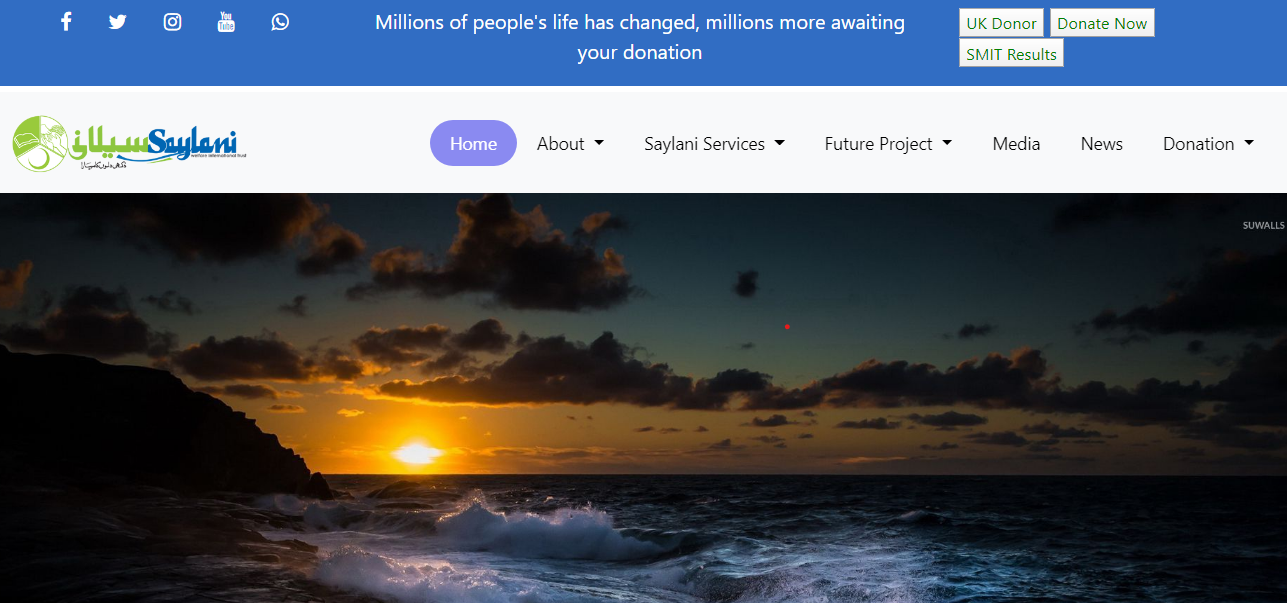 You
Tube
Millions of people's life has changed, millions more awaiting
your donation
UK Donor Donate Now
SMIT Results
سیلانی Saylani
welfare international trust
Home About Saylani Services Future Project Media News Donation
SUWALLS